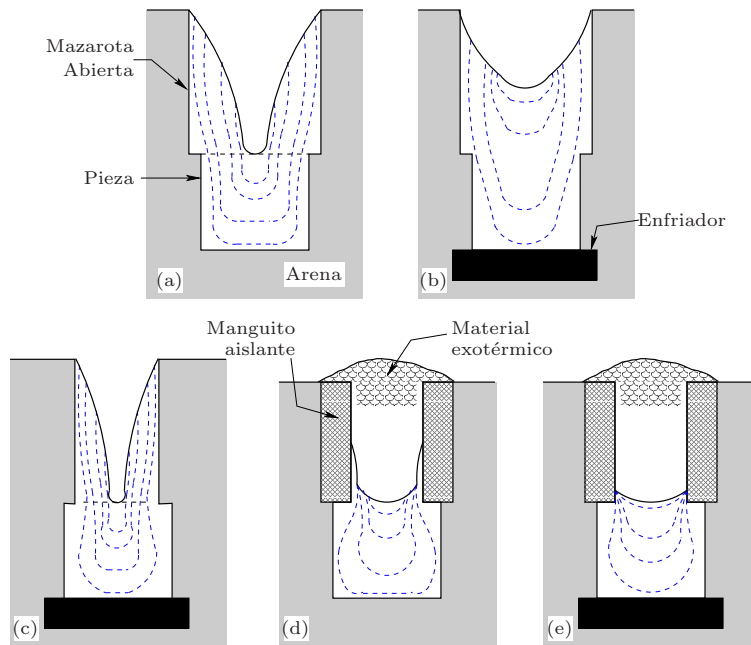 Mazarota
Abierta
Pieza
(a)
Arena
(b)
Enfriador
Manguito
aislante
Material
exotérmico
(c)
(d)
(e)